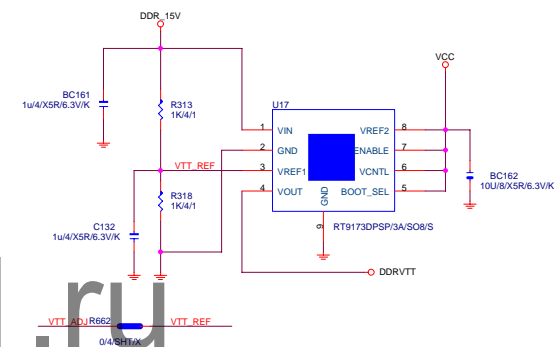 DDR_15V
VCC
BC161
1u/4/X5R/6.3V/K
R313
1K/4/1
U17
1 VIN VREF2 8
2 GND ENABLE 7
VTT_REF 3 VREF1 VCNTL 6
4 VOUT BOOT_SEL 5
GND
9
BC162
10U/8/X5R/6.3V/K
R318
1K/4/1
C132
1u/4/X5R/6.3V/K
RT9173DPSP/3A/SO8/S
DDRVTT
.ru
VTT_ADJ R662 VTT_REF
0/4/SHT/X